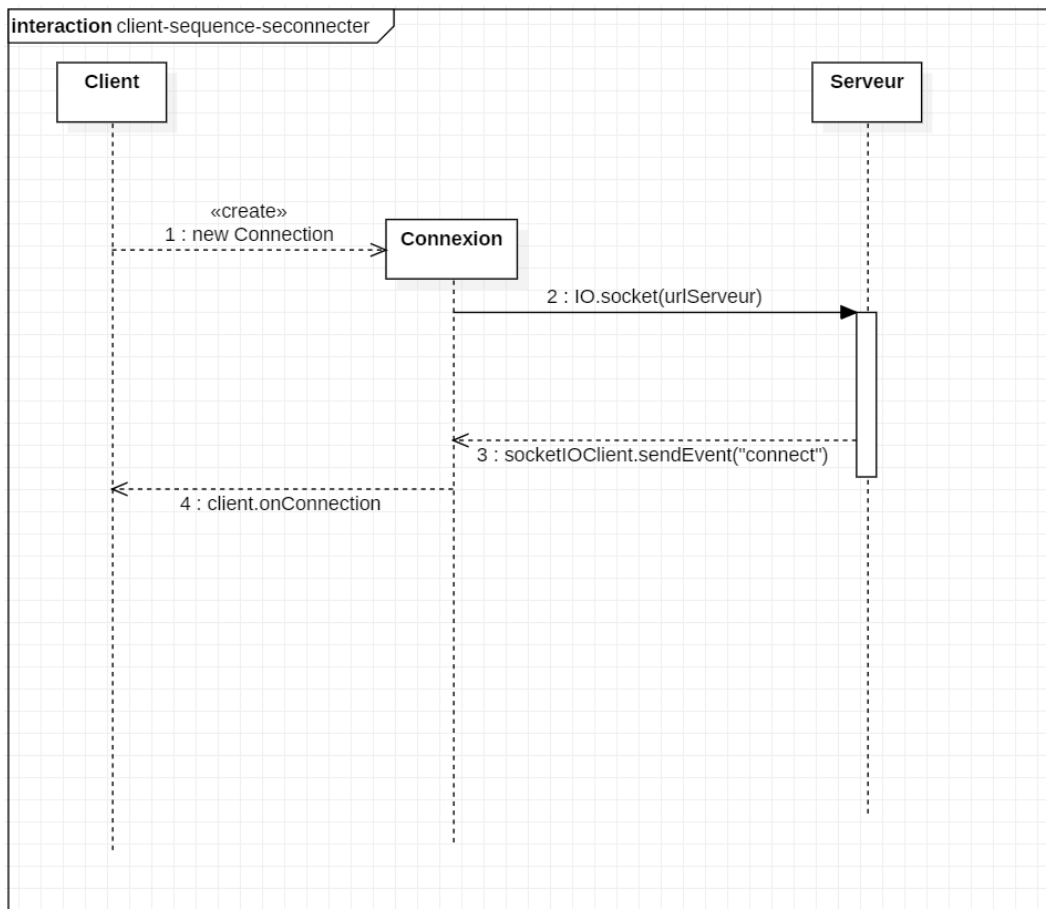 interaction client-sequence-seconnecter
Client
Serveur
«create»
1 : new Connection
Connexion
2 : IO.socket(urlServeur)
3 : socketIOClient.sendEvent("connect")
4 : client.onConnection